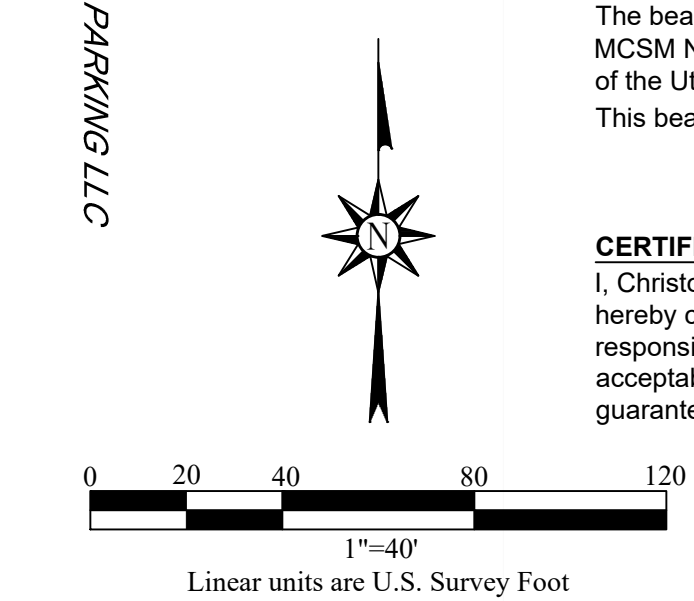 PARKING LLC
The bea
MCSM N
of the Ut
This bea
N
CERTIF
I, Christo
hereby c
responsi
acceptab
guarante
0 20 40 80 120
1"=40'
Linear units are U.S. Survey Foot